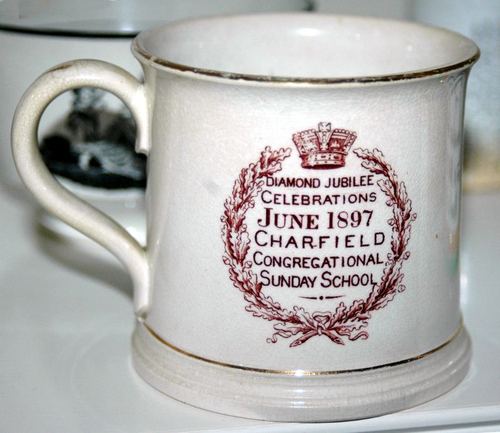 DIAMOND JUBILEE
CELEBRATIONS
JUNE 1897
CHARFIELD
CONGREGATIONAL
SUNDAY SCHOOL